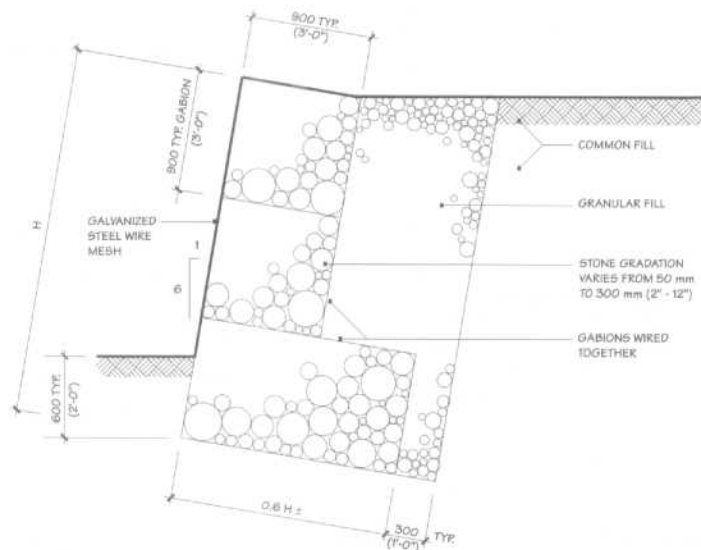 900 TYP.
(3'-0")
900 TYP. GABION
(3'-0")
H
GALVANIZED
STEEL WIRE
MESH
1
6
600 TYP.
(2'-0")
COMMON FILL
GRANULAR FILL
STONE GRADATION
VARIES FROM 50 mm
TO 300 mm (2" - 12")
GABIONS WIRED
TOGETHER
0.6 H ±
300
(1'-0")
TYP.